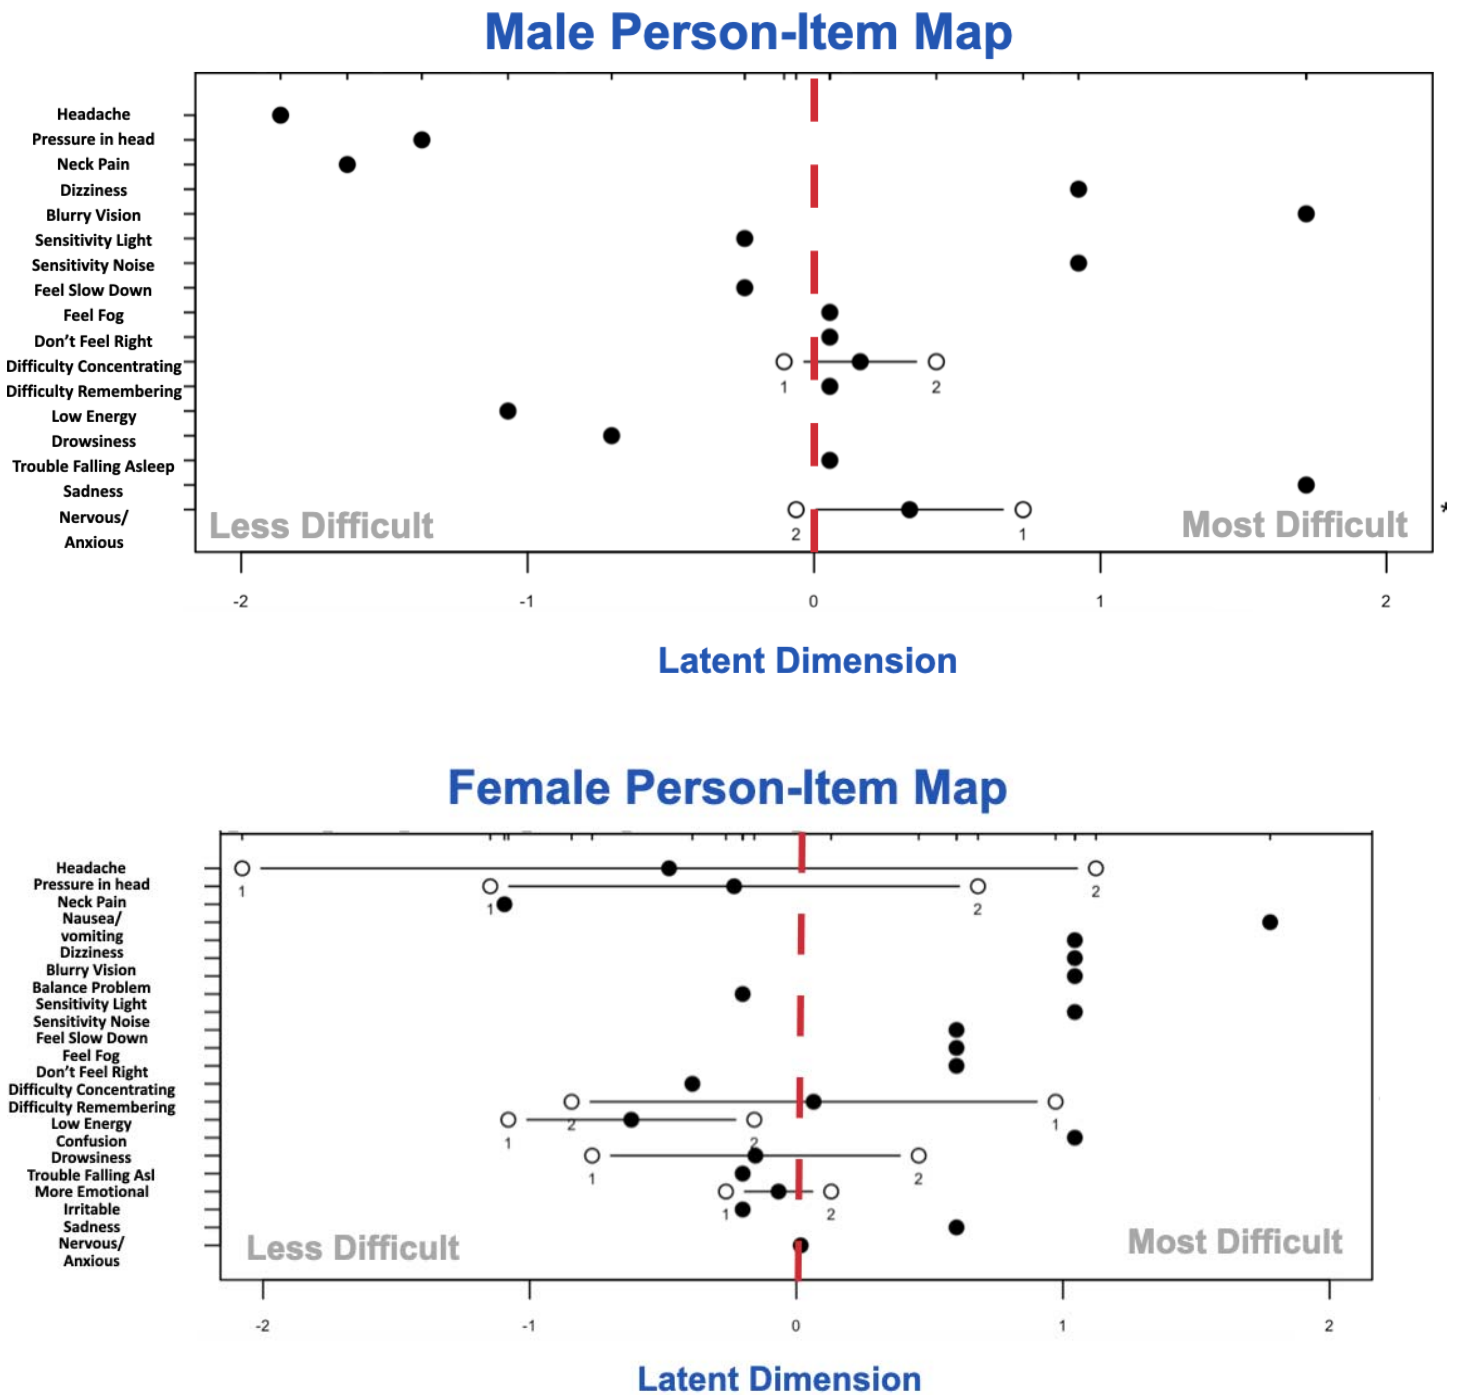 Male Person-Item Map
Headache
Pressure in head
Neck Pain
Dizziness
Blurry Vision
Sensitivity Light
Sensitivity Noise
Feel Slow Down
Feel Fog
Don't Feel Right
Difficulty Concentrating
1 2
Difficulty Remembering
Low Energy
Drowsiness
Trouble Falling Asleep
Sadness
Nervous/
Anxious
*
2 1
Less Difficult
Most Difficult
-2 -1 0 1 2
Latent Dimension
Female Person-Item Map
Headache
1 2
Pressure in head
1 2
Neck Pain
Nausea/
vomiting
Dizziness
Blurry Vision
Balance Problem
Sensitivity Light
Sensitivity Noise
Feel Slow Down
Feel Fog
Don't Feel Right
Difficulty Concentrating
Difficulty Remembering
2 1
Low Energy
1 2
Confusion
Drowsiness
1 2
Trouble Falling Asl
More Emotional
1 2
Irritable
Sadness
Nervous/
Anxious
Less Difficult
Most Difficult
-2 -1 0 1 2
Latent Dimension